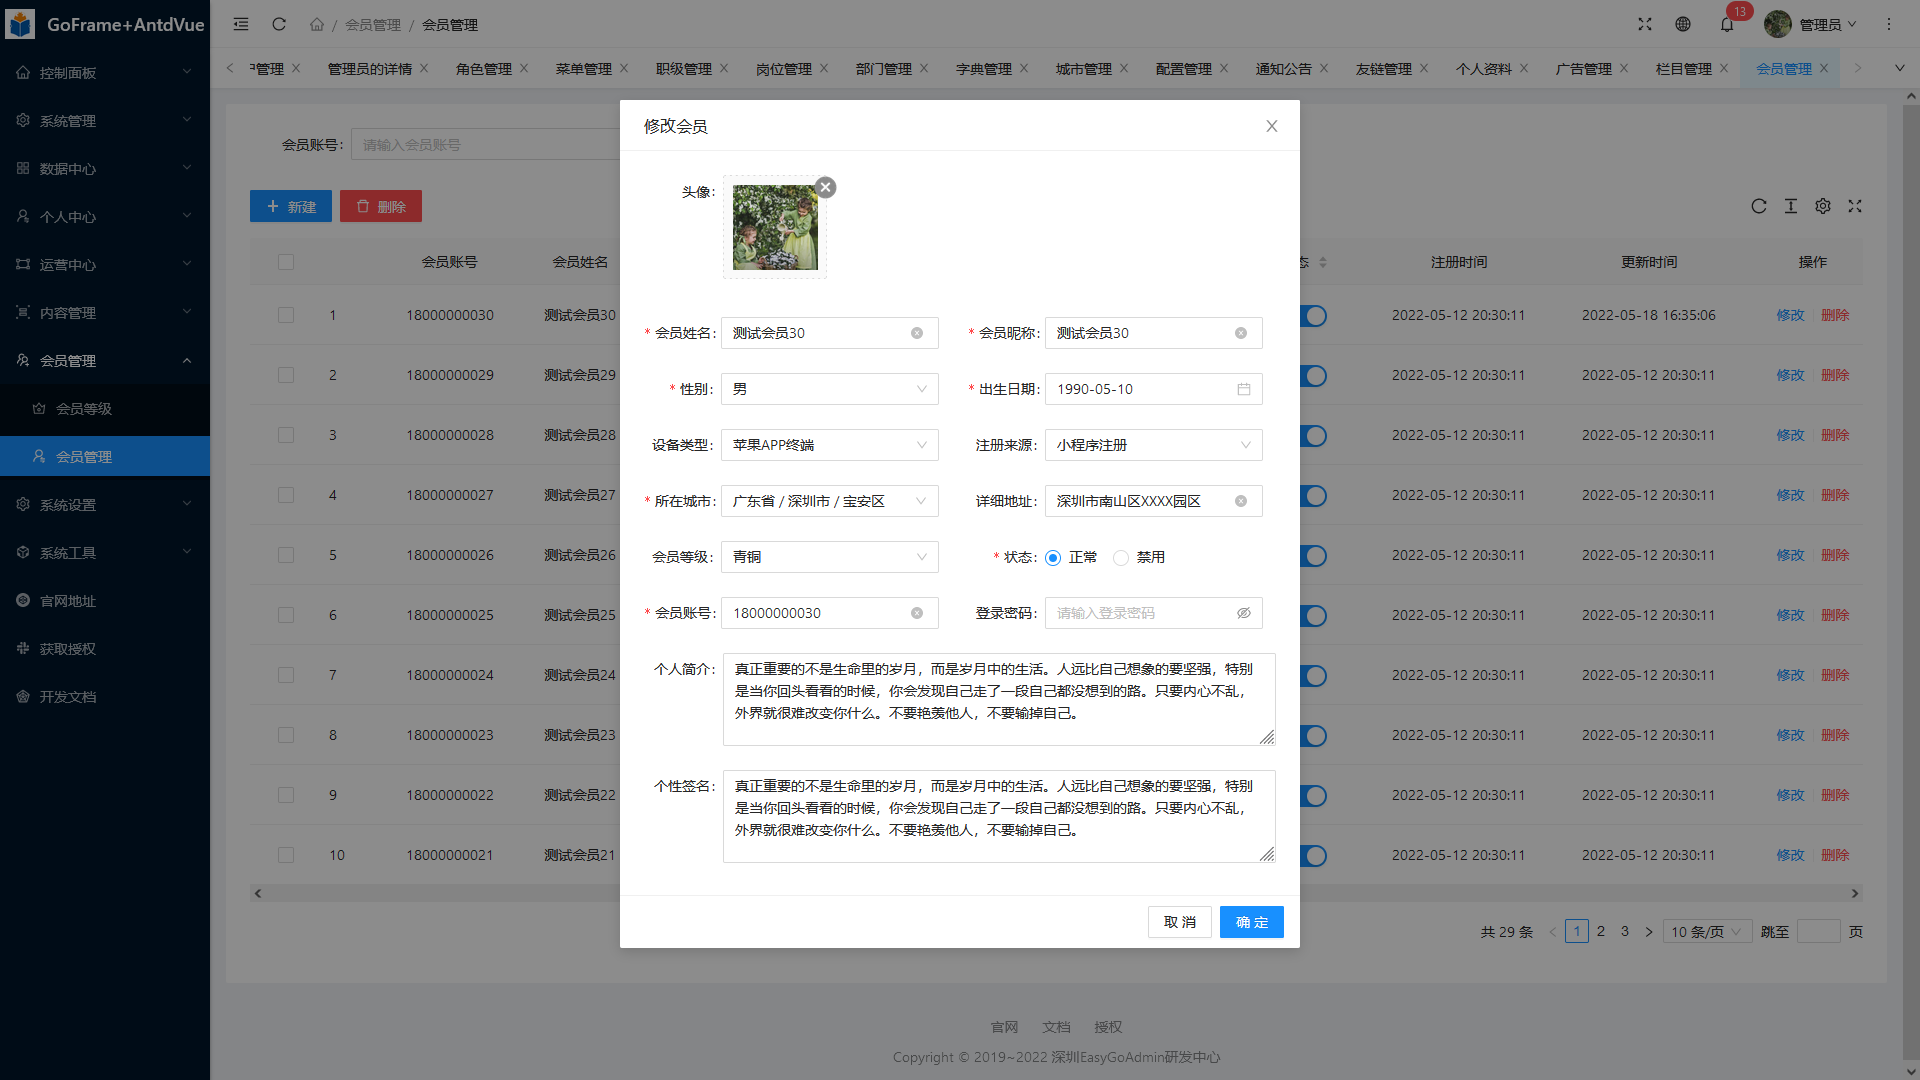 GoFrame+AntdVue
会员管理 / 会员管理
13
管理员
管理 管理员的详情 角色管理 菜单管理 职级管理 岗位管理 部门管理 字典管理 城市管理 配置管理 通知公告 友链管理 个人资料 广告管理 栏目管理 会员管理
控制面板
系统管理
数据中心
个人中心
运营中心
内容管理
会员管理
会员等级
会员管理
系统设置
系统工具
官网地址
获取授权
开发文档
会员账号: 请输入会员账号
新建 删除
会员账号 会员姓名 态 注册时间 更新时间 操作
1 18000000030 测试会员30 2022-05-12 20:30:11 2022-05-18 16:35:06 修改 删除
2 18000000029 测试会员29 2022-05-12 20:30:11 2022-05-12 20:30:11 修改 删除
3 18000000028 测试会员28 2022-05-12 20:30:11 2022-05-12 20:30:11 修改 删除
4 18000000027 测试会员27 2022-05-12 20:30:11 2022-05-12 20:30:11 修改 删除
5 18000000026 测试会员26 2022-05-12 20:30:11 2022-05-12 20:30:11 修改 删除
6 18000000025 测试会员25 2022-05-12 20:30:11 2022-05-12 20:30:11 修改 删除
7 18000000024 测试会员24 2022-05-12 20:30:11 2022-05-12 20:30:11 修改 删除
8 18000000023 测试会员23 2022-05-12 20:30:11 2022-05-12 20:30:11 修改 删除
9 18000000022 测试会员22 2022-05-12 20:30:11 2022-05-12 20:30:11 修改 删除
10 18000000021 测试会员21 2022-05-12 20:30:11 2022-05-12 20:30:11 修改 删除
共 29 条 1 2 3 10 条/页 跳至 页
修改会员
头像:
* 会员姓名: 测试会员30 * 会员昵称: 测试会员30
* 性别: 男 * 出生日期: 1990-05-10
设备类型: 苹果APP终端 注册来源: 小程序注册
* 所在城市: 广东省 / 深圳市 / 宝安区 详细地址: 深圳市南山区XXXX园区
会员等级: 青铜 * 状态: 正常 禁用
* 会员账号: 18000000030 登录密码: 请输入登录密码
个人简介: 真正重要的不是生命里的岁月，而是岁月中的生活。人远比自己想象的要坚强，特别
是当你回头看看的时候，你会发现自己走了一段自己都没想到的路。只要内心不乱，
外界就很难改变你什么。不要艳羡他人，不要输掉自己。
个性签名: 真正重要的不是生命里的岁月，而是岁月中的生活。人远比自己想象的要坚强，特别
是当你回头看看的时候，你会发现自己走了一段自己都没想到的路。只要内心不乱，
外界就很难改变你什么。不要艳羡他人，不要输掉自己。
取 消 确 定
官网 文档 授权
Copyright © 2019~2022 深圳EasyGoAdmin研发中心